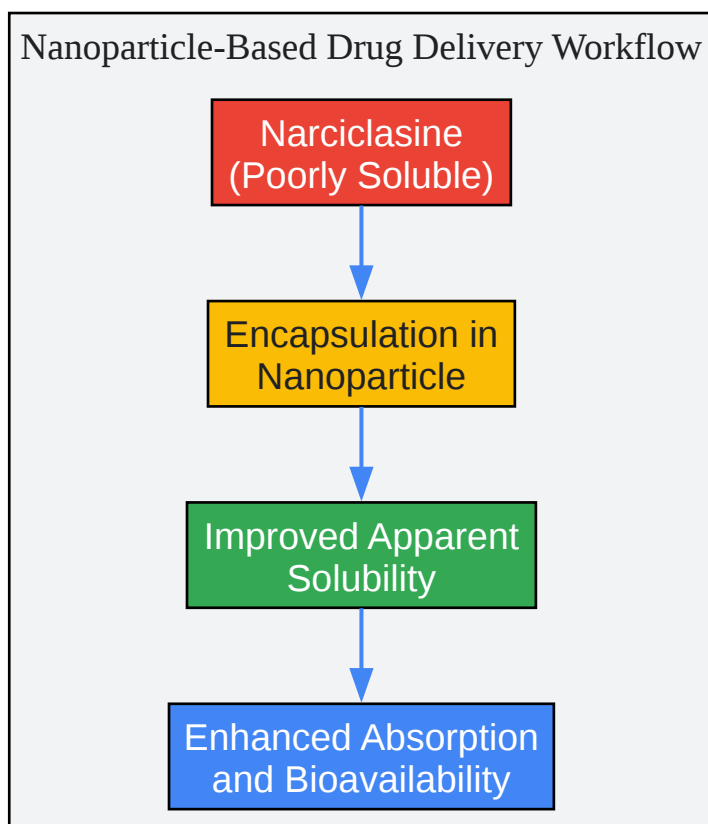 Nanoparticle-Based Drug Delivery Workflow
Narciclasine
(Poorly Soluble)
Encapsulation in
Nanoparticle
Improved Apparent
Solubility
Enhanced Absorption
and Bioavailability